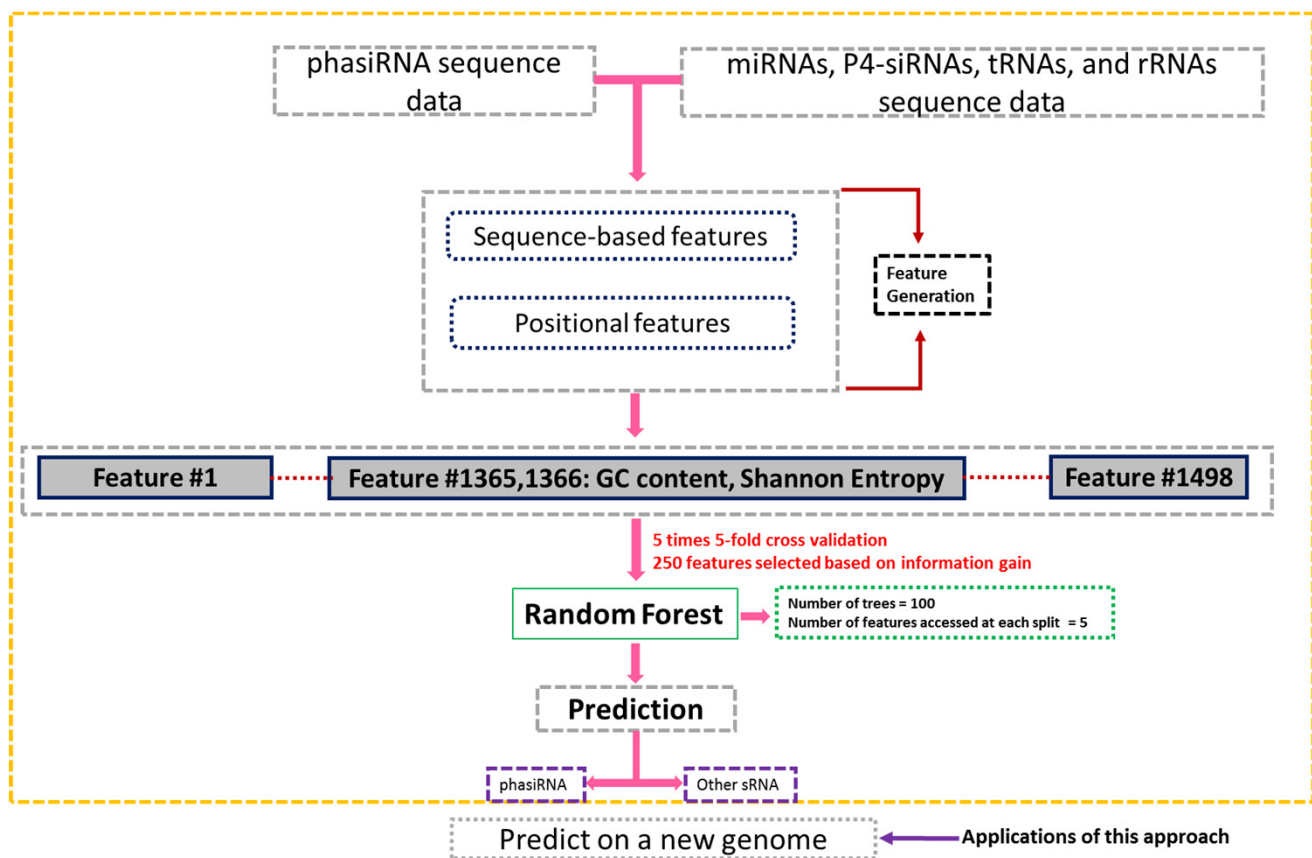 phasiRNA sequence
data
miRNAs, P4-siRNAs, tRNAs, and rRNAs
sequence data
Sequence-based features
Positional features
Feature
Generation
Feature #1
Feature #1365,1366: GC content, Shannon Entropy
Feature #1498
5 times 5-fold cross validation
250 features selected based on information gain
Random Forest
Number of trees = 100
Number of features accessed at each split = 5
Prediction
phasiRNA
Other sRNA
Predict on a new genome
Applications of this approach